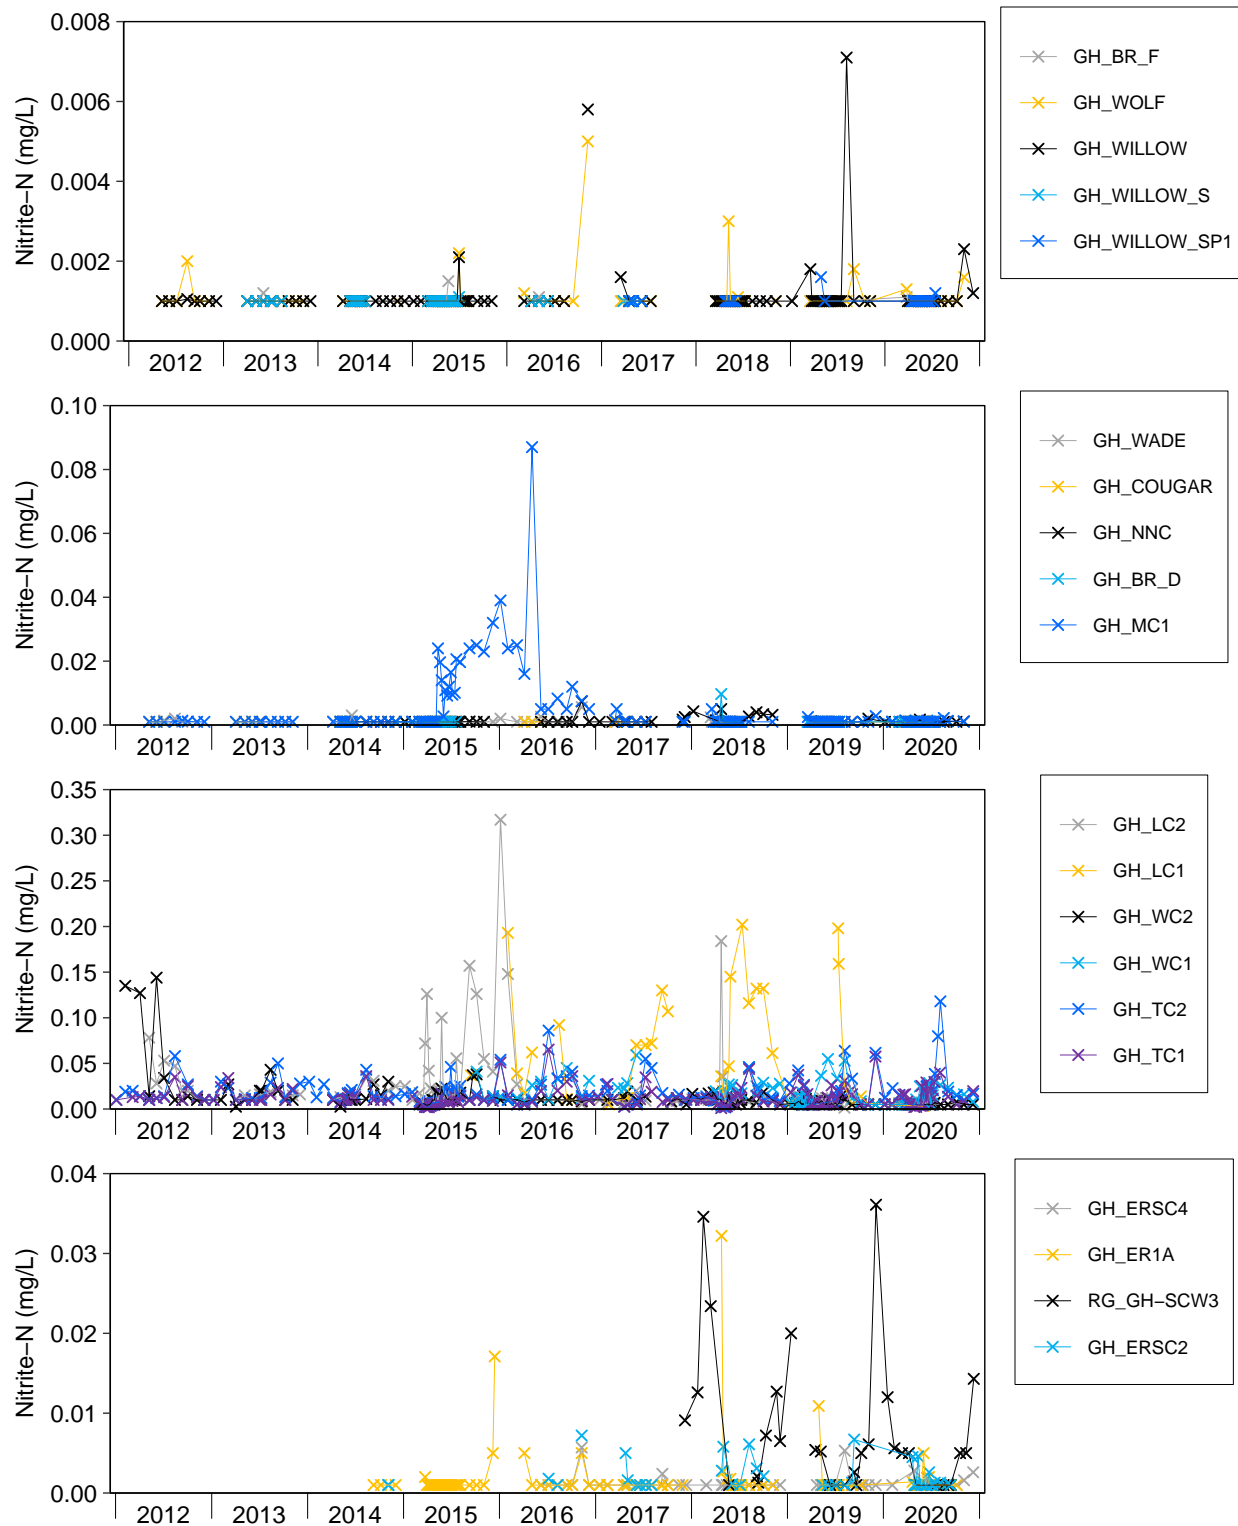 0.008
0.006
0.004
0.002
0.000
Nitrite−N (mg/L)
2012 2013 2014 2015 2016 2017 2018 2019 2020
GH_BR_F
GH_WOLF
GH_WILLOW
GH_WILLOW_S
GH_WILLOW_SP1
0.10
0.08
0.06
0.04
0.02
0.00
Nitrite−N (mg/L)
2012 2013 2014 2015 2016 2017 2018 2019 2020
GH_WADE
GH_COUGAR
GH_NNC
GH_BR_D
GH_MC1
0.35
0.30
0.25
0.20
0.15
0.10
0.05
0.00
Nitrite−N (mg/L)
2012 2013 2014 2015 2016 2017 2018 2019 2020
GH_LC2
GH_LC1
GH_WC2
GH_WC1
GH_TC2
GH_TC1
0.04
0.03
0.02
0.01
0.00
Nitrite−N (mg/L)
2012 2013 2014 2015 2016 2017 2018 2019 2020
GH_ERSC4
GH_ER1A
RG_GH−SCW3
GH_ERSC2